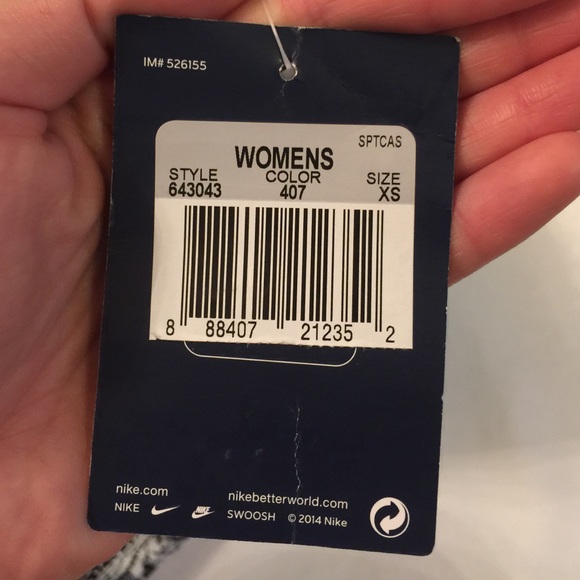 IM# 526155
SPTCAS
WOMENS
STYLE COLOR SIZE
643043 407 XS
8 88407 21235 2
nike.com nikebetterworld.com
NIKE NIKE SWOOSH © 2014 Nike